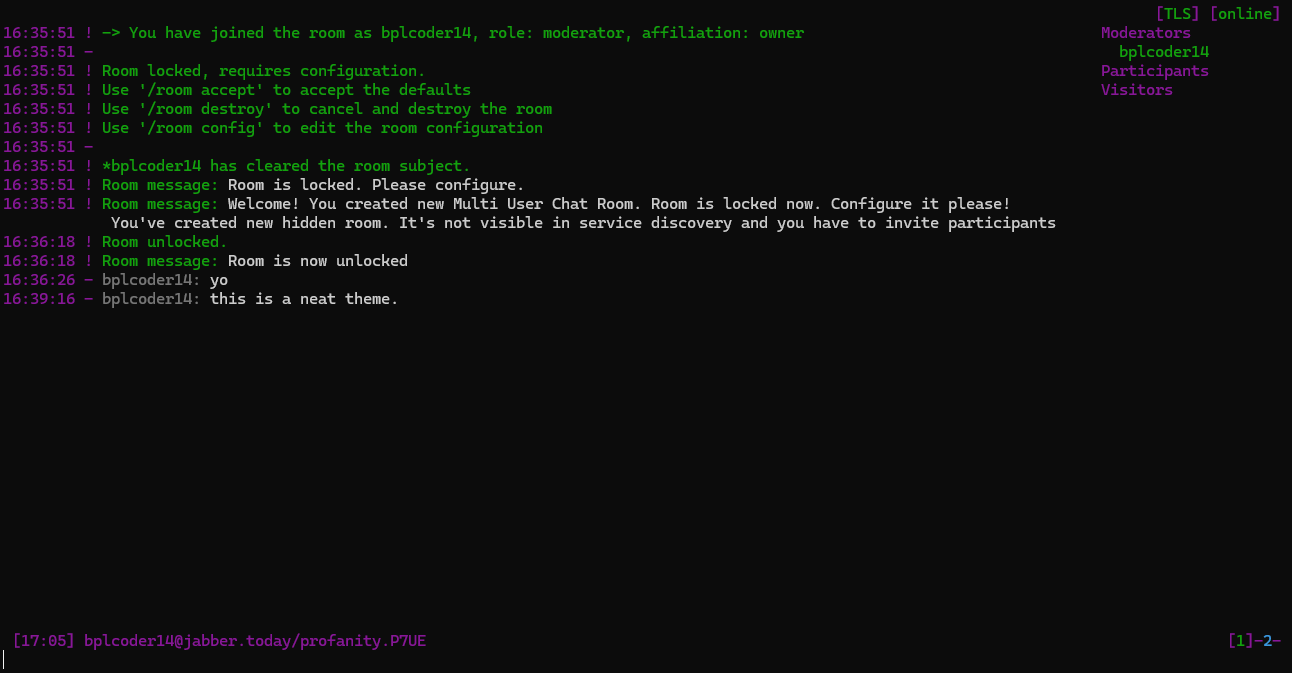 [TLS] [online]
16:35:51 ! -> You have joined the room as bplcoder14, role: moderator, affiliation: owner
Moderators
16:35:51 -
bplcoder14
16:35:51 ! Room locked, requires configuration.
Participants
16:35:51 ! Use '/room accept' to accept the defaults
Visitors
16:35:51 ! Use '/room destroy' to cancel and destroy the room
16:35:51 ! Use '/room config' to edit the room configuration
16:35:51 -
16:35:51 ! *bplcoder14 has cleared the room subject.
16:35:51 ! Room message: Room is locked. Please configure.
16:35:51 ! Room message: Welcome! You created new Multi User Chat Room. Room is locked now. Configure it please!
You've created new hidden room. It's not visible in service discovery and you have to invite participants
16:36:18 ! Room unlocked.
16:36:18 ! Room message: Room is now unlocked
16:36:26 - bplcoder14: yo
16:39:16 - bplcoder14: this is a neat theme.
[17:05] bplcoder14@jabber.today/profanity.P7UE
[1]-2-